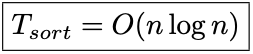 T_{sort} = O(n log n)